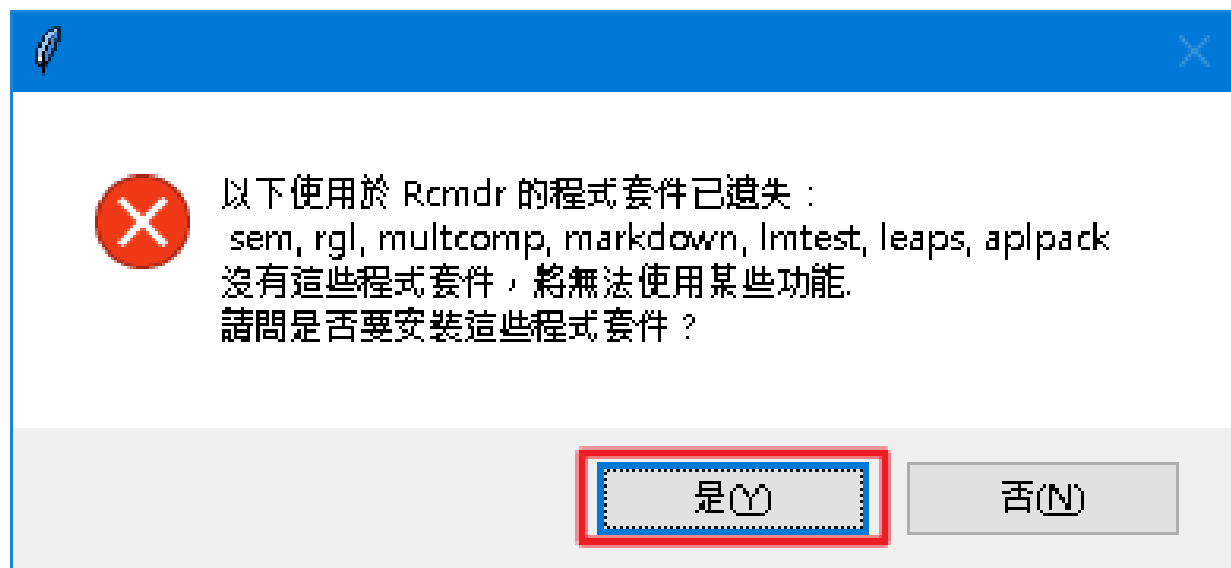 以下使用於 Rcmdr 的程式套件已遺失：
sem, rgl, multcomp, markdown, lmtest, leaps, aplpack
沒有這些程式套件，將無法使用某些功能.
請問是否要安裝這些程式套件？
是(Y)
否(N)